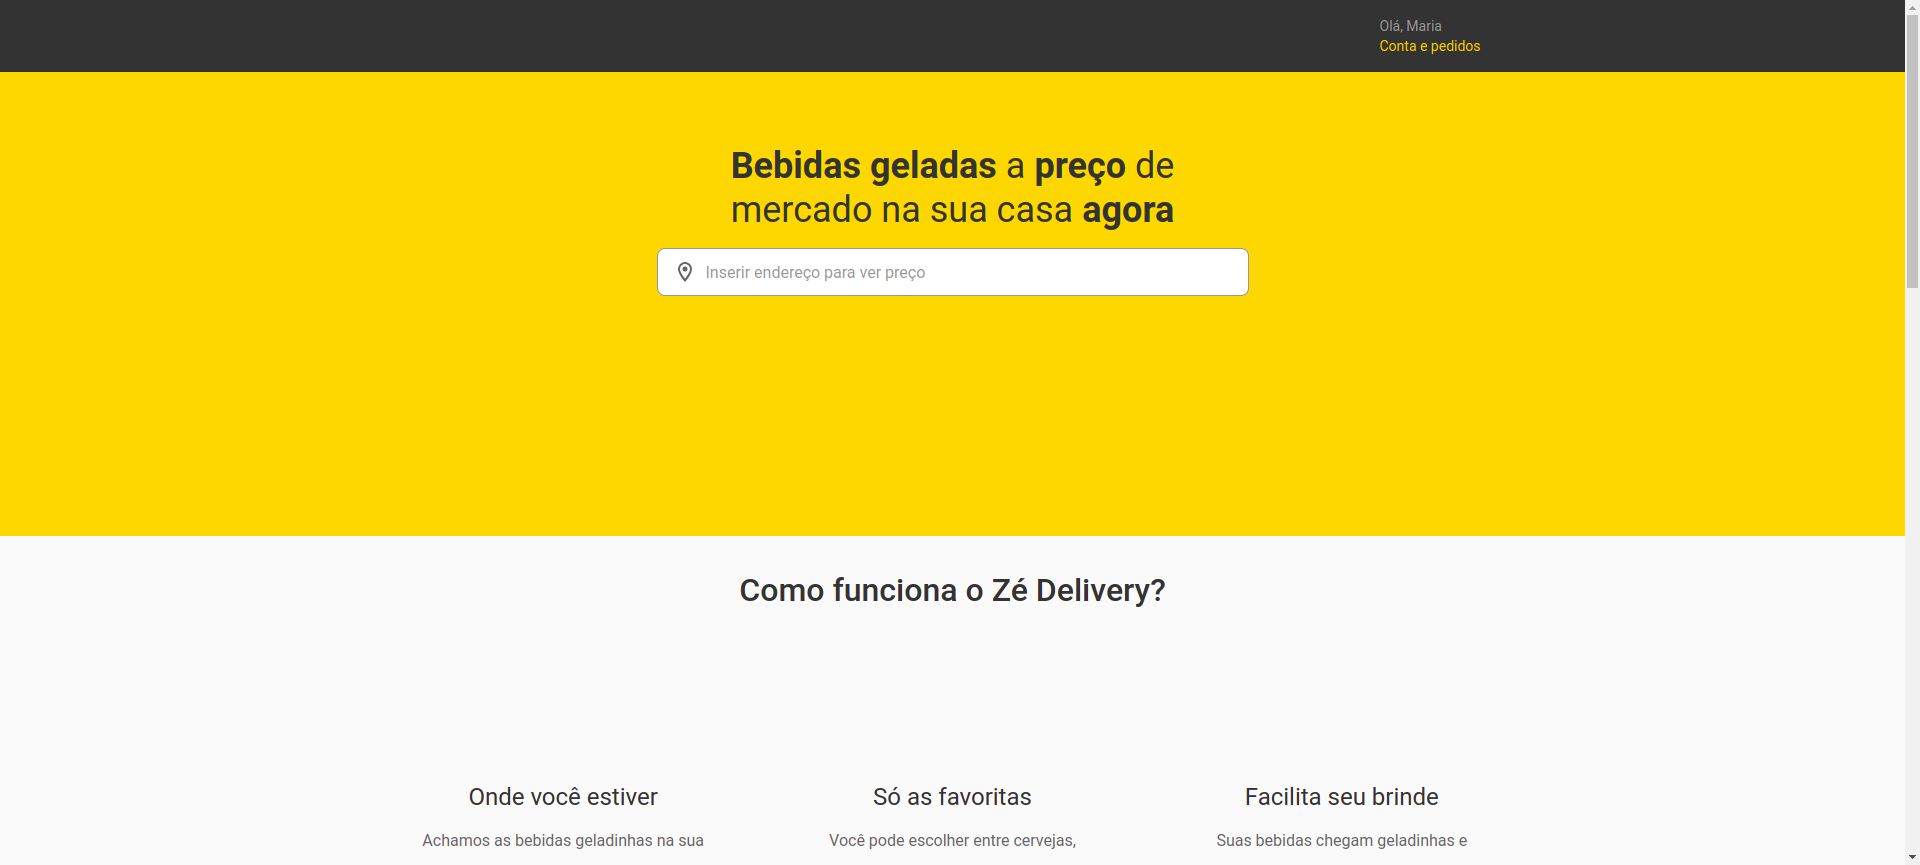 Olá, Maria
Conta e pedidos
Bebidas geladas a preço de
mercado na sua casa agora
Inserir endereço para ver preço
Como funciona o Zé Delivery?
Onde você estiver
Achamos as bebidas geladinhas na sua
Só as favoritas
Você pode escolher entre cervejas,
Facilita seu brinde
Suas bebidas chegam geladinhas e